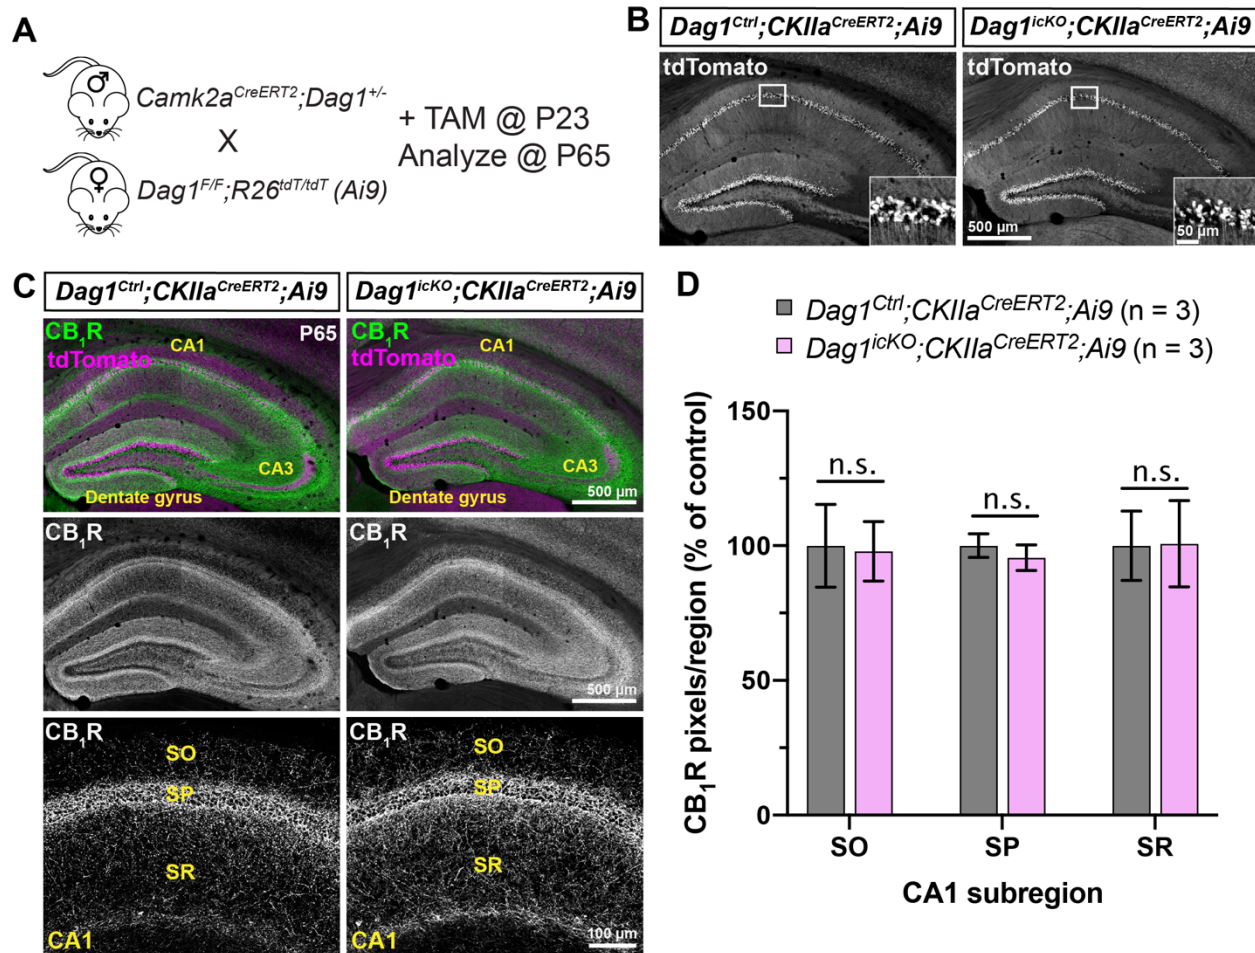 A
♂
Camk2a^CreERT2;Dag1^+/-
X
♀
Dag1^F/F;R26^tdT/tdT (Ai9)
+ TAM @ P23
Analyze @ P65
B
Dag1^Ctrl;CKIIa^CreERT2;Ai9
Dag1^icKO;CKIIa^CreERT2;Ai9
tdTomato
tdTomato
500 µm
50 µm
C
Dag1^Ctrl;CKIIa^CreERT2;Ai9
Dag1^icKO;CKIIa^CreERT2;Ai9
CB₁R
P65
tdTomato
CA1
CA3
Dentate gyrus
CA1
CA3
Dentate gyrus
500 µm
CB₁R
500 µm
CB₁R
SO
SP
SR
CA1
SO
SP
SR
CA1
100 µm
D
Dag1^Ctrl;CKIIa^CreERT2;Ai9 (n = 3)
Dag1^icKO;CKIIa^CreERT2;Ai9 (n = 3)
CB₁R pixels/region (% of control)
150
100
50
0
n.s.
n.s.
n.s.
SO
SP
SR
CA1 subregion